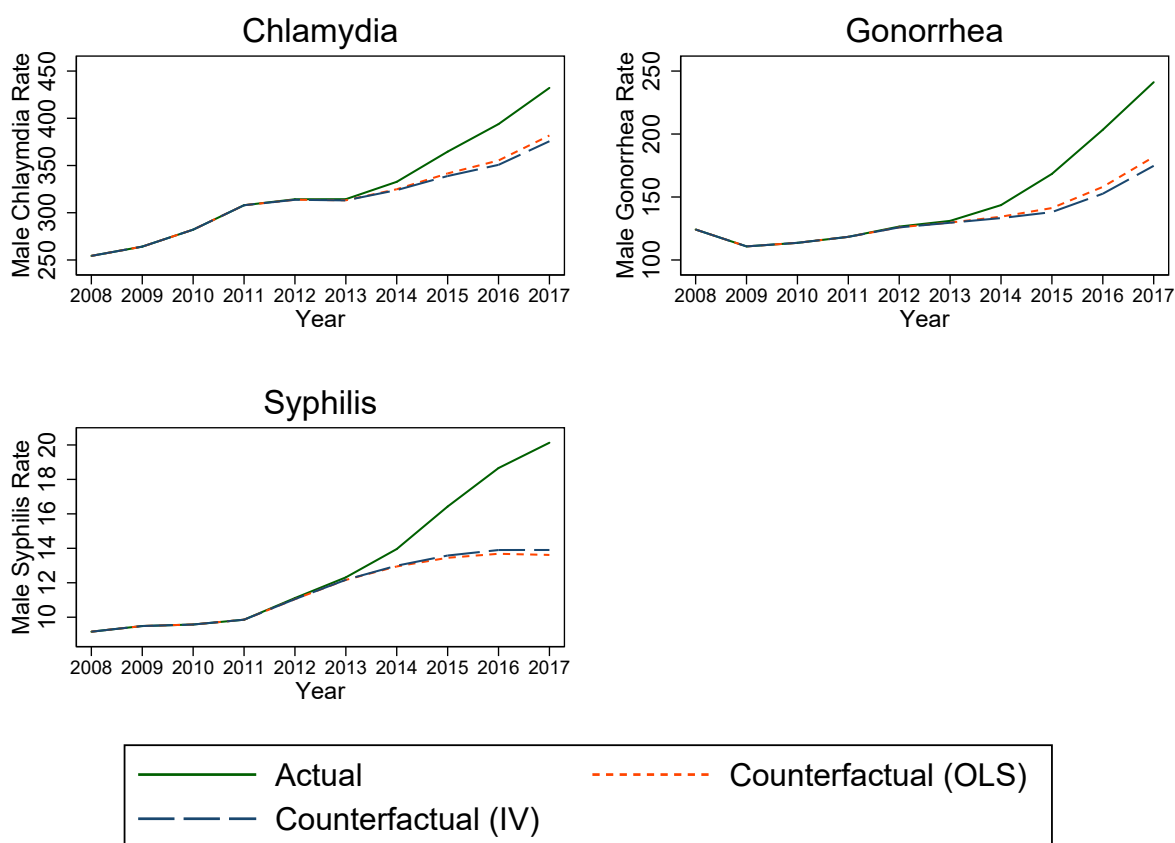 Chlamydia
Male Chlaymdia Rate
450
400
350
300
250
2008 2009 2010 2011 2012 2013 2014 2015 2016 2017
Year
Gonorrhea
Male Gonorrhea Rate
250
200
150
100
2008 2009 2010 2011 2012 2013 2014 2015 2016 2017
Year
Syphilis
Male Syphilis Rate
20
18
16
14
12
10
2008 2009 2010 2011 2012 2013 2014 2015 2016 2017
Year
Actual
Counterfactual (OLS)
Counterfactual (IV)